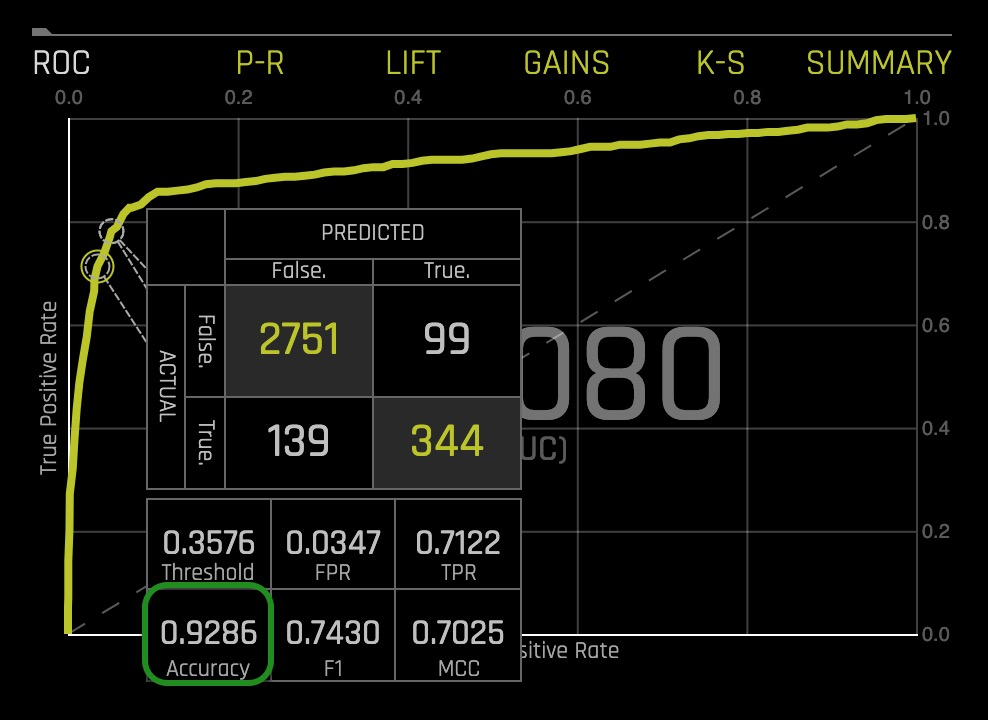 ROC P-R LIFT GAINS K-S SUMMARY
0.0 0.2 0.4 0.6 0.8 1.0
1.0
0.8
0.6
0.4
0.2
0.0
True Positive Rate
PREDICTED
False. True.
ACTUAL
False. 2751 99
True. 139 344
080
UC)
0.3576 0.0347 0.7122
Threshold FPR TPR
0.9286 0.7430 0.7025
Accuracy F1 MCC
sitive Rate